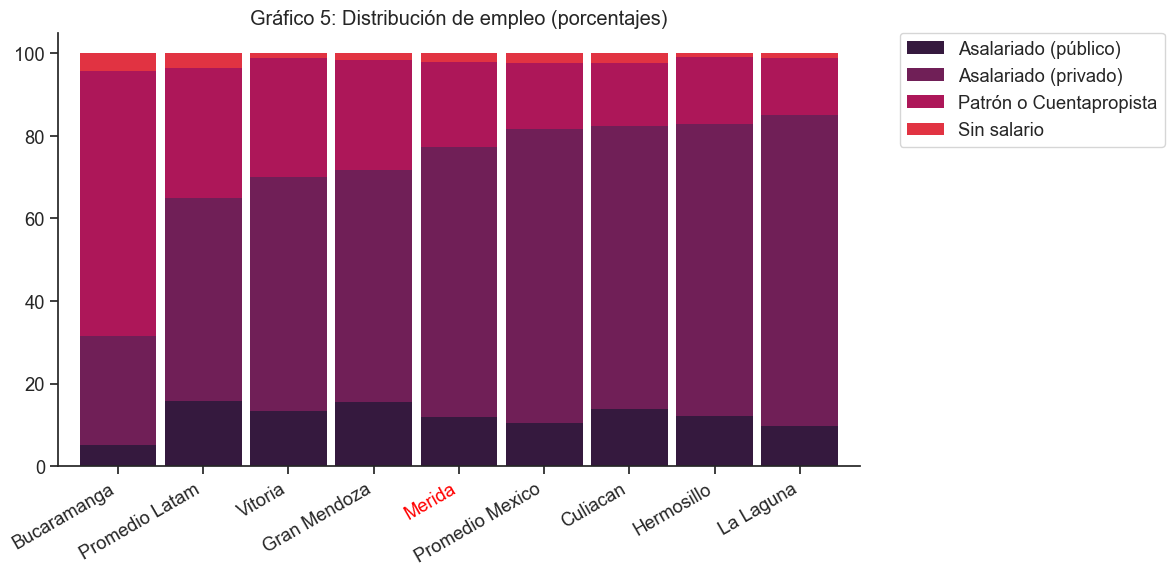 Gráfico 5: Distribución de empleo (porcentajes)
100
80
60
40
20
0
Bucaramanga
Promedio Latam
Vitoria
Gran Mendoza
Merida
Promedio Mexico
Culiacan
Hermosillo
La Laguna
Asalariado (público)
Asalariado (privado)
Patrón o Cuentapropista
Sin salario